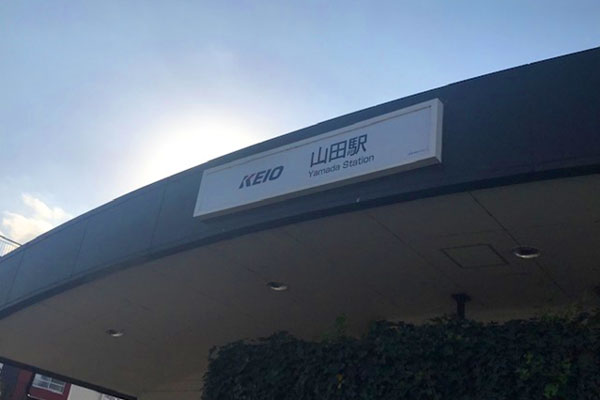 KEIO
山田駅
Yamada Station